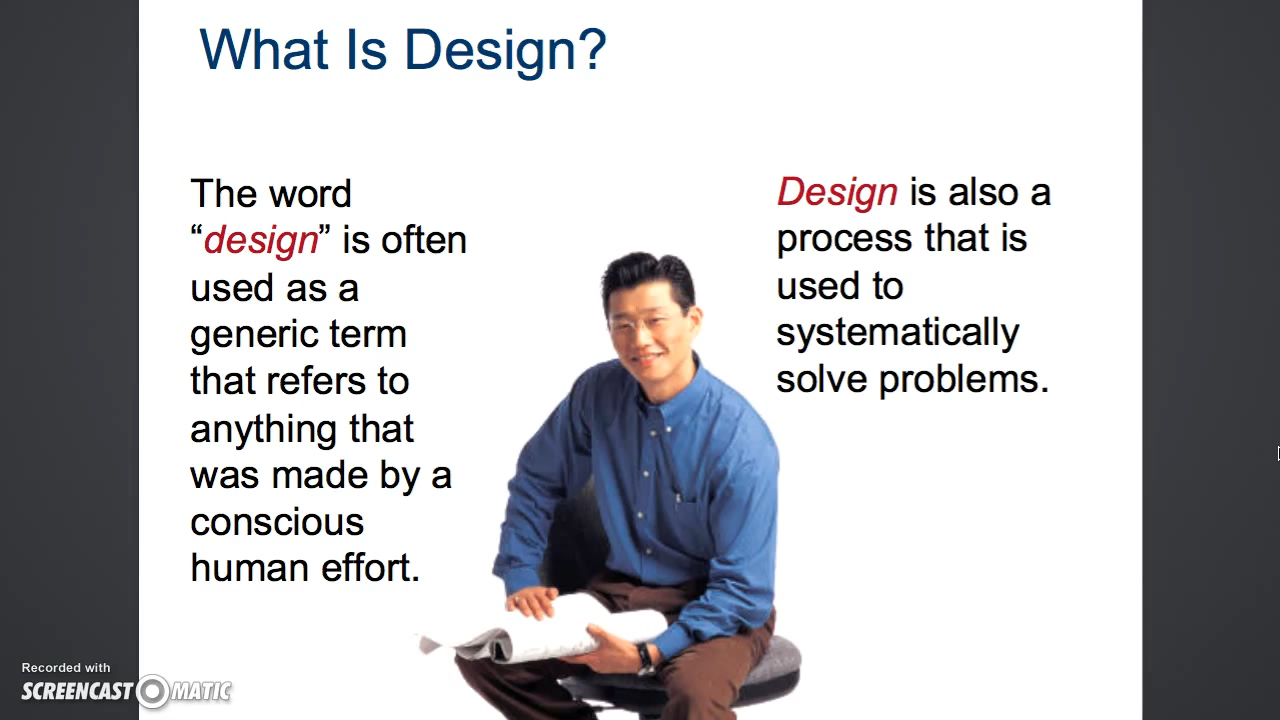 What Is Design?
The word
“design” is often
used as a
generic term
that refers to
anything that
was made by a
conscious
human effort.
Design is also a
process that is
used to
systematically
solve problems.
Recorded with
SCREENCAST MATIC